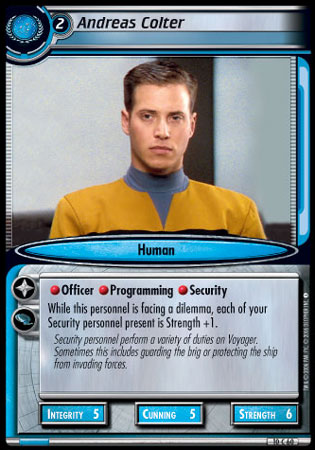 2 Andreas Colter
Human
Officer Programming Security
While this personnel is facing a dilemma, each of your
Security personnel present is Strength +1.
Security personnel perform a variety of duties on Voyager.
Sometimes this includes guarding the brig or protecting the ship
from invading forces.
INTEGRITY 5 CUNNING 5 STRENGTH 6
10 C 60